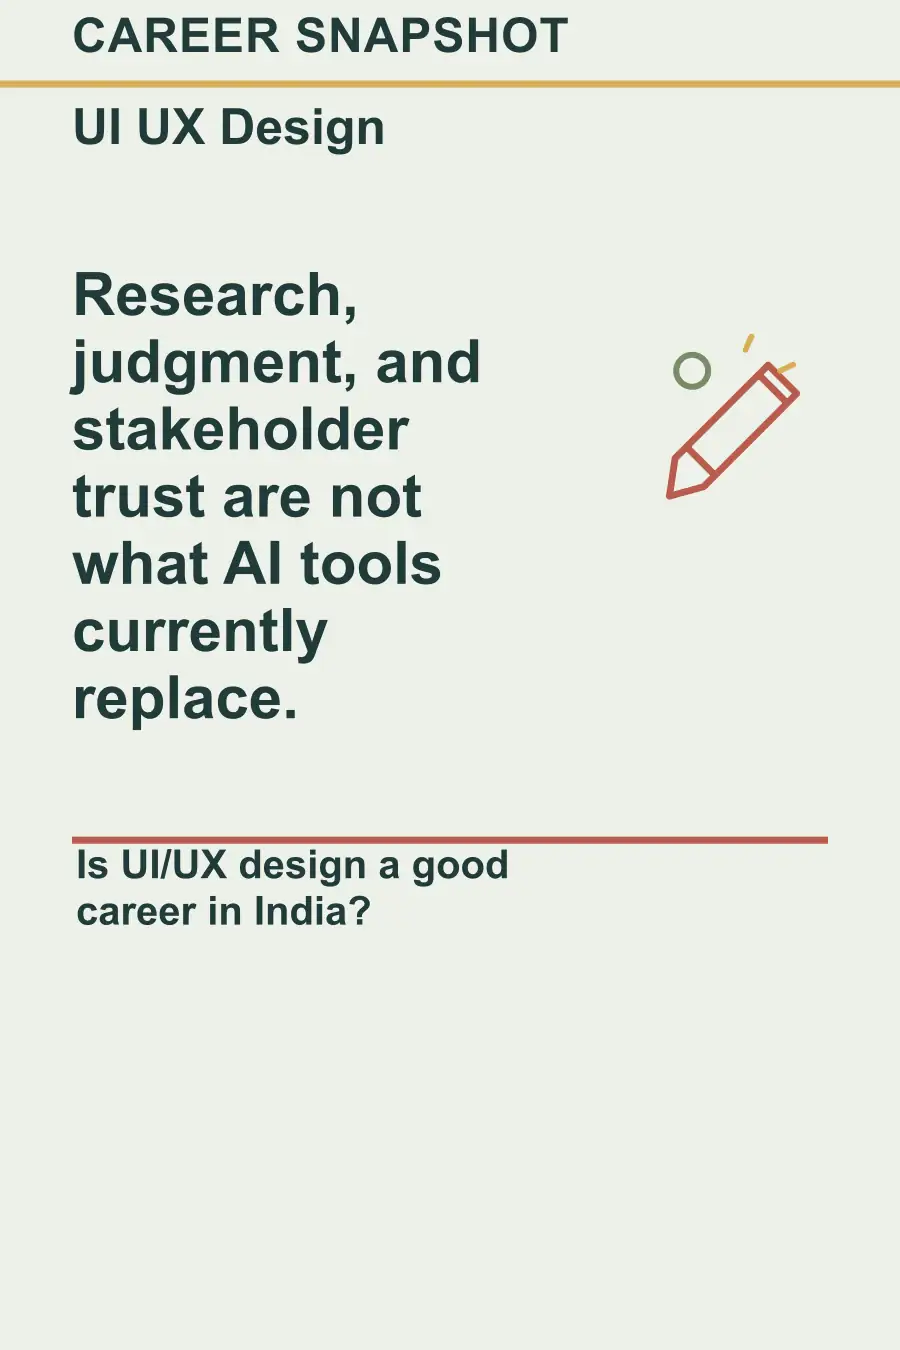 CAREER SNAPSHOT
UI UX Design
Research,
judgment, and
stakeholder
trust are not
what AI tools
currently
replace.
Is UI/UX design a good
career in India?